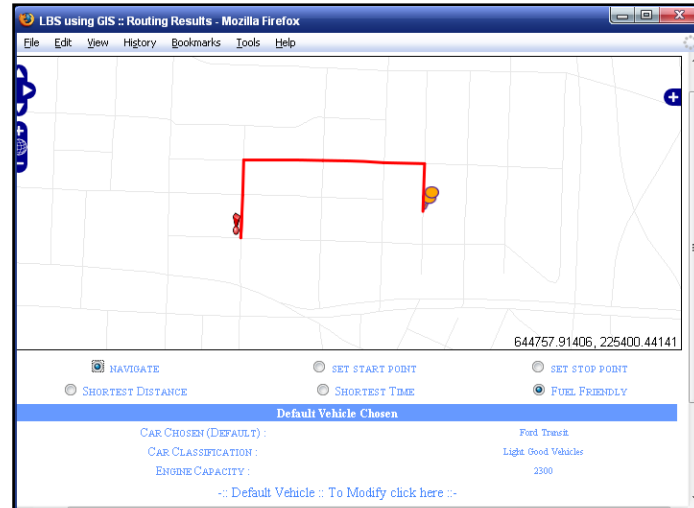 LBS using GIS :: Routing Results - Mozilla Firefox
File Edit View History Bookmarks Tools Help
644757.91406, 225400.44141
NAVIGATE SET START POINT SET STOP POINT
SHORTEST DISTANCE SHORTEST TIME FUEL FRIENDLY
Default Vehicle Chosen
CAR CHOSEN (DEFAULT) : Ford Transit
CAR CLASSIFICATION : Light Good Vehicles
ENGINE CAPACITY : 2300
-:: Default Vehicle :: To Modify click here ::-